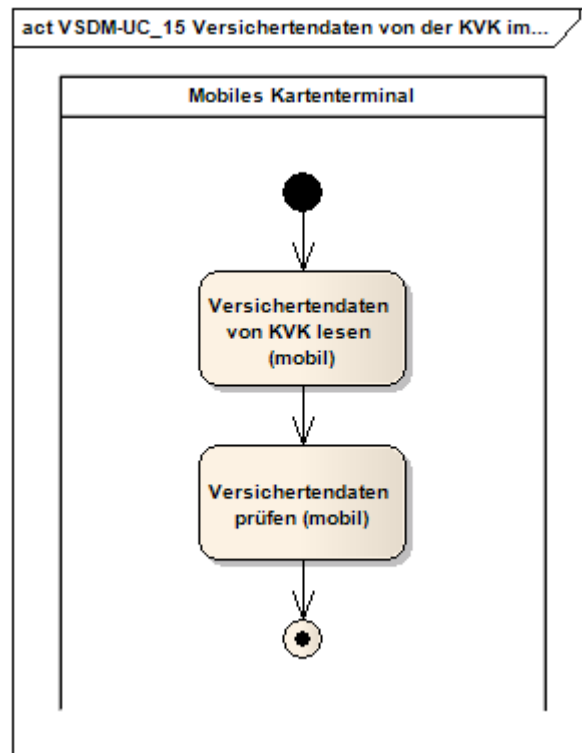 act VSDM-UC_15 Versichertendaten von der KVK im...
Mobiles Kartenterminal
Versichertendaten
von KVK lesen
(mobil)
Versichertendaten
prüfen (mobil)